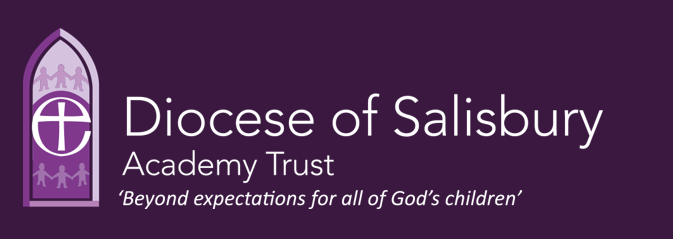 Diocese of Salisbury
Academy Trust
‘Beyond expectations for all of God’s children’